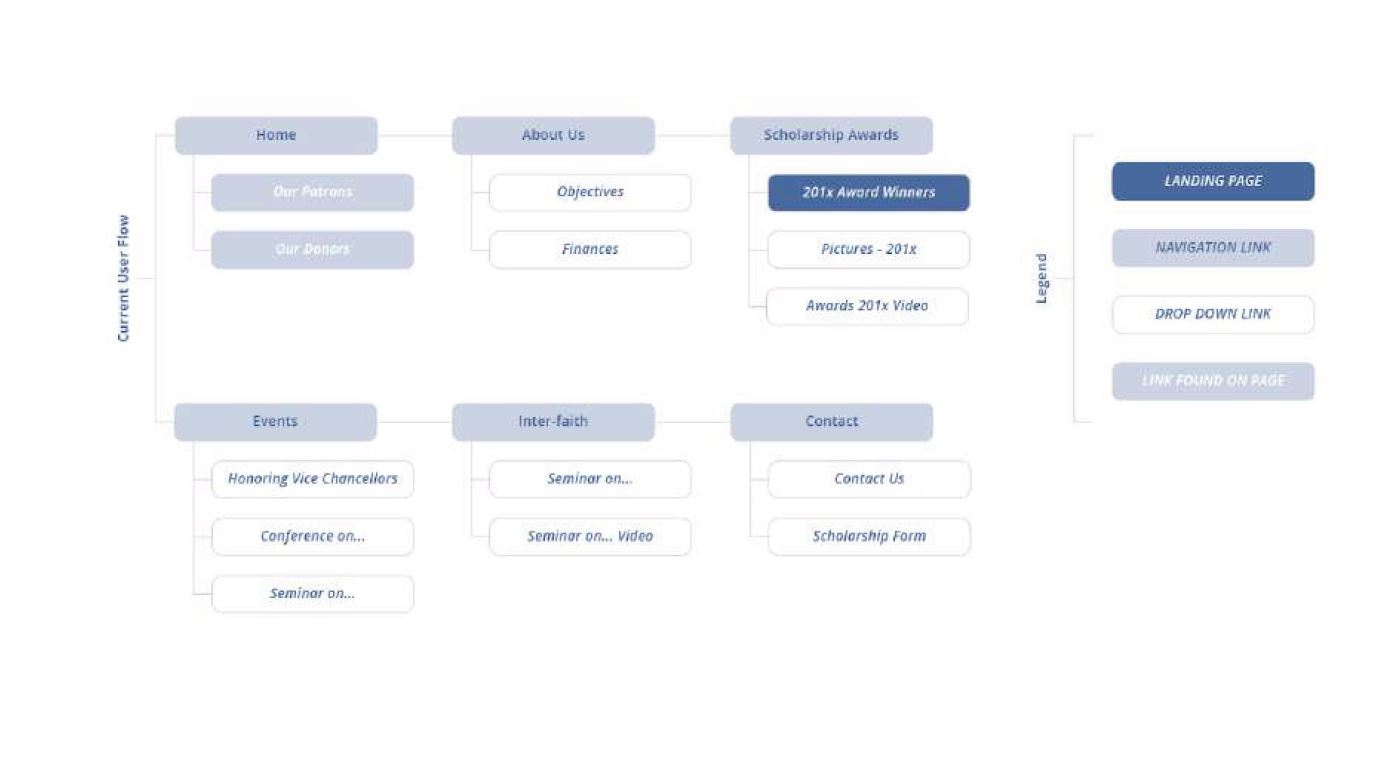 Current User Flow
Home
Our Patrons
Our Donors
About Us
Objectives
Finances
Scholarship Awards
201x Award Winners
Pictures - 201x
Awards 201x Video
Events
Honoring Vice Chancellors
Conference on...
Seminar on...
Inter-faith
Seminar on...
Seminar on... Video
Contact
Contact Us
Scholarship Form
Legend
LANDING PAGE
NAVIGATION LINK
DROP DOWN LINK
LINK FOUND ON PAGE